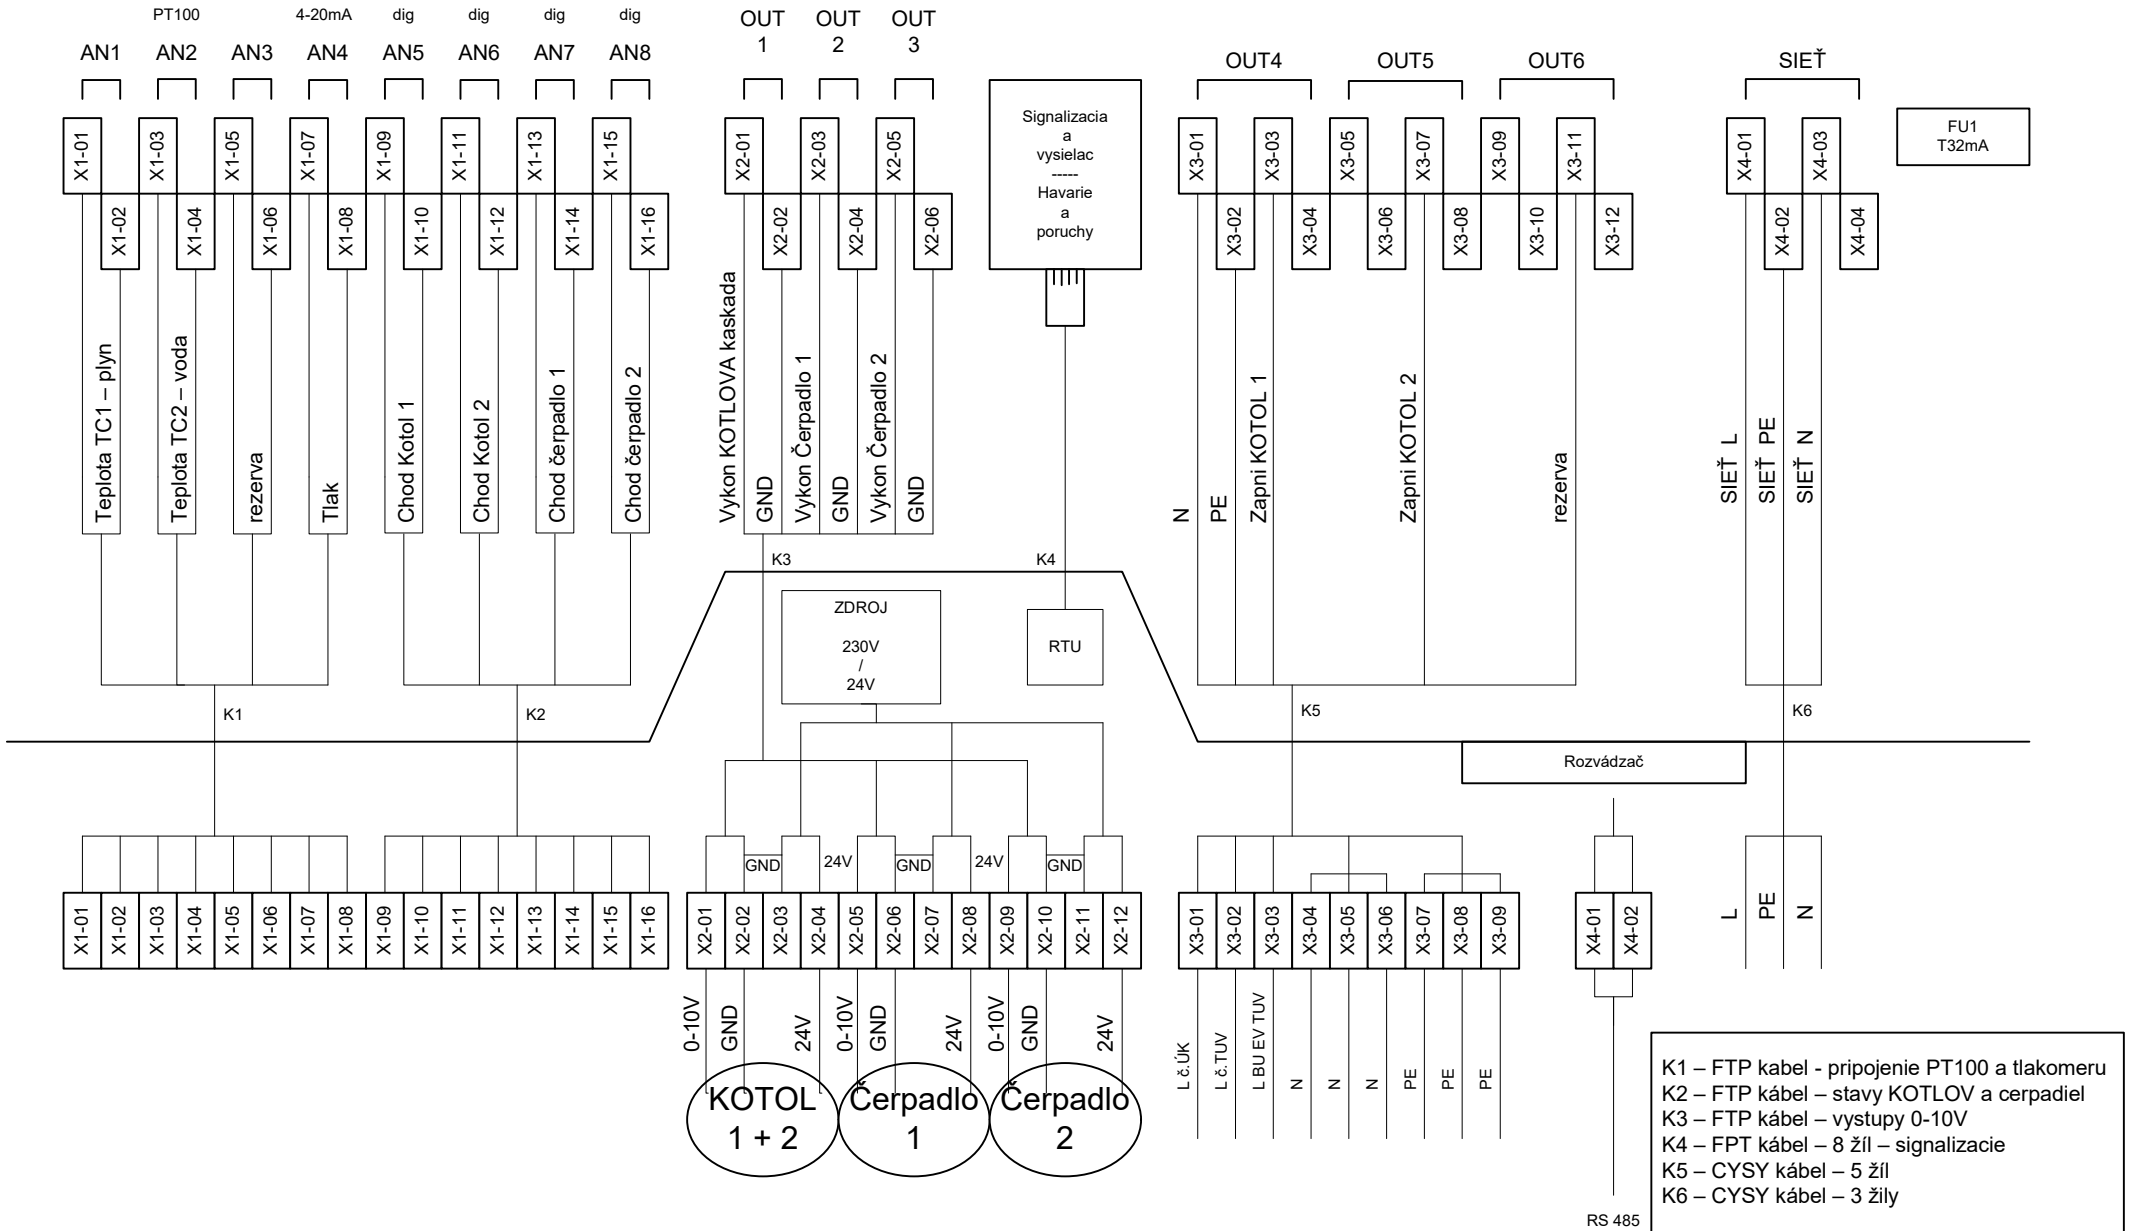 PT100
4-20mA
dig
dig
dig
dig
AN1
AN2
AN3
AN4
AN5
AN6
AN7
AN8
OUT
1
OUT
2
OUT
3
OUT4
OUT5
OUT6
SIEŤ
X1-01
X1-03
X1-05
X1-07
X1-09
X1-11
X1-13
X1-15
X1-02
X1-04
X1-06
X1-08
X1-10
X1-12
X1-14
X1-16
X2-01
X2-03
X2-05
X2-02
X2-04
X2-06
Signalizacia
a
vysielac
-----
Havarie
a
poruchy
X3-01
X3-03
X3-05
X3-07
X3-09
X3-11
X3-02
X3-04
X3-06
X3-08
X3-10
X3-12
X4-01
X4-03
X4-02
X4-04
FU1
T32mA
Teplota TC1 – plyn
Teplota TC2 – voda
rezerva
Tlak
Chod Kotol 1
Chod Kotol 2
Chod čerpadlo 1
Chod čerpadlo 2
Vykon KOTLOVA kaskada
GND
Vykon Čerpadlo 1
GND
Vykon Čerpadlo 2
GND
N
PE
Zapni KOTOL 1
Zapni KOTOL 2
rezerva
SIEŤ L
SIEŤ PE
SIEŤ N
K3
K4
ZDROJ
230V
/
24V
RTU
K1
K2
K5
K6
Rozvádzač
GND
24V
GND
24V
GND
X1-01
X1-02
X1-03
X1-04
X1-05
X1-06
X1-07
X1-08
X1-09
X1-10
X1-11
X1-12
X1-13
X1-14
X1-15
X1-16
X2-01
X2-02
X2-03
X2-04
X2-05
X2-06
X2-07
X2-08
X2-09
X2-10
X2-11
X2-12
X3-01
X3-02
X3-03
X3-04
X3-05
X3-06
X3-07
X3-08
X3-09
X4-01
X4-02
L
PE
N
0-10V
GND
24V
0-10V
GND
24V
0-10V
GND
24V
L č.ÚK
L č.TUV
L BU EV TUV
N
N
N
PE
PE
PE
KOTOL
1 + 2
Čerpadlo
1
Čerpadlo
2
RS 485
K1 – FTP kabel - pripojenie PT100 a tlakomeru
K2 – FTP kábel – stavy KOTLOV a cerpadiel
K3 – FTP kábel – vystupy 0-10V
K4 – FPT kábel – 8 žíl – signalizacie
K5 – CYSY kábel – 5 žíl
K6 – CYSY kábel – 3 žily